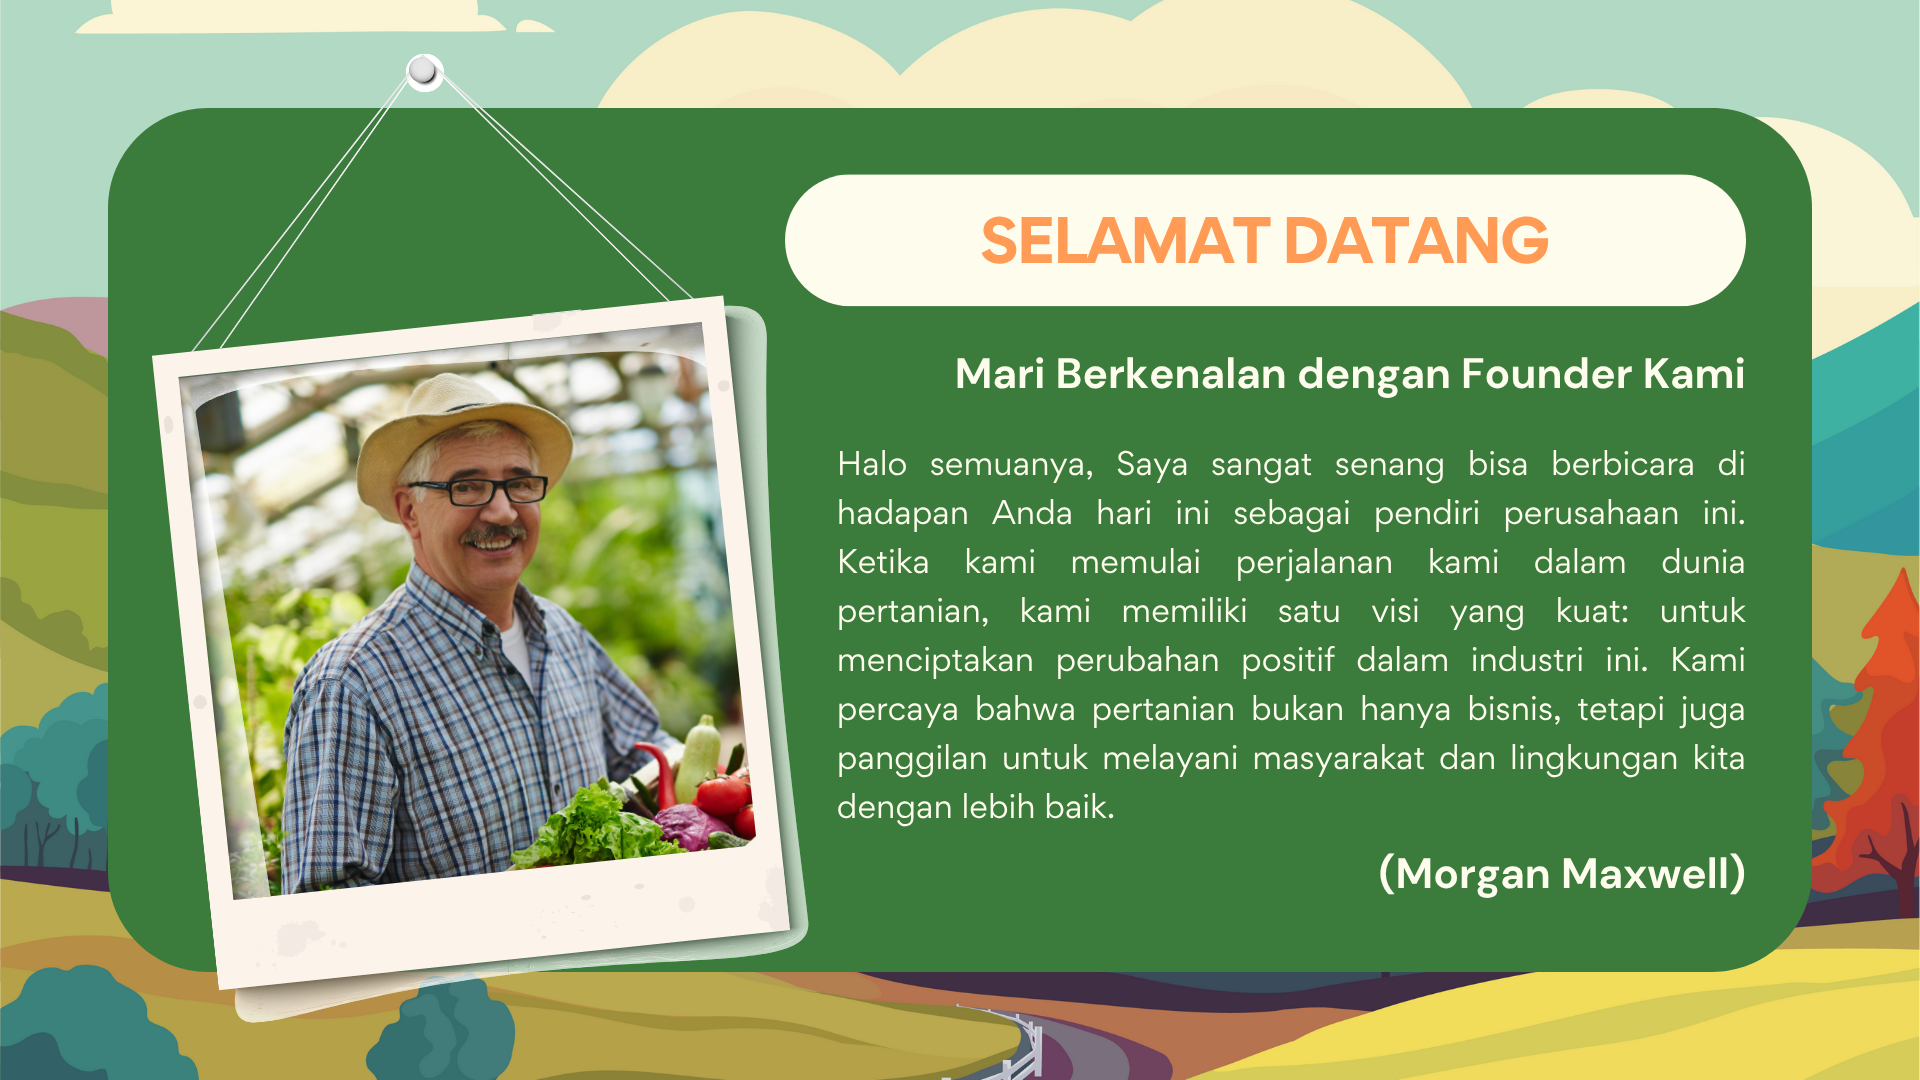 SELAMAT DATANG
Mari Berkenalan dengan Founder Kami
Halo semuanya, Saya sangat senang bisa berbicara di
hadapan Anda hari ini sebagai pendiri perusahaan ini.
Ketika kami memulai perjalanan kami dalam dunia
pertanian, kami memiliki satu visi yang kuat: untuk
menciptakan perubahan positif dalam industri ini. Kami
percaya bahwa pertanian bukan hanya bisnis, tetapi juga
panggilan untuk melayani masyarakat dan lingkungan kita
dengan lebih baik.
(Morgan Maxwell)